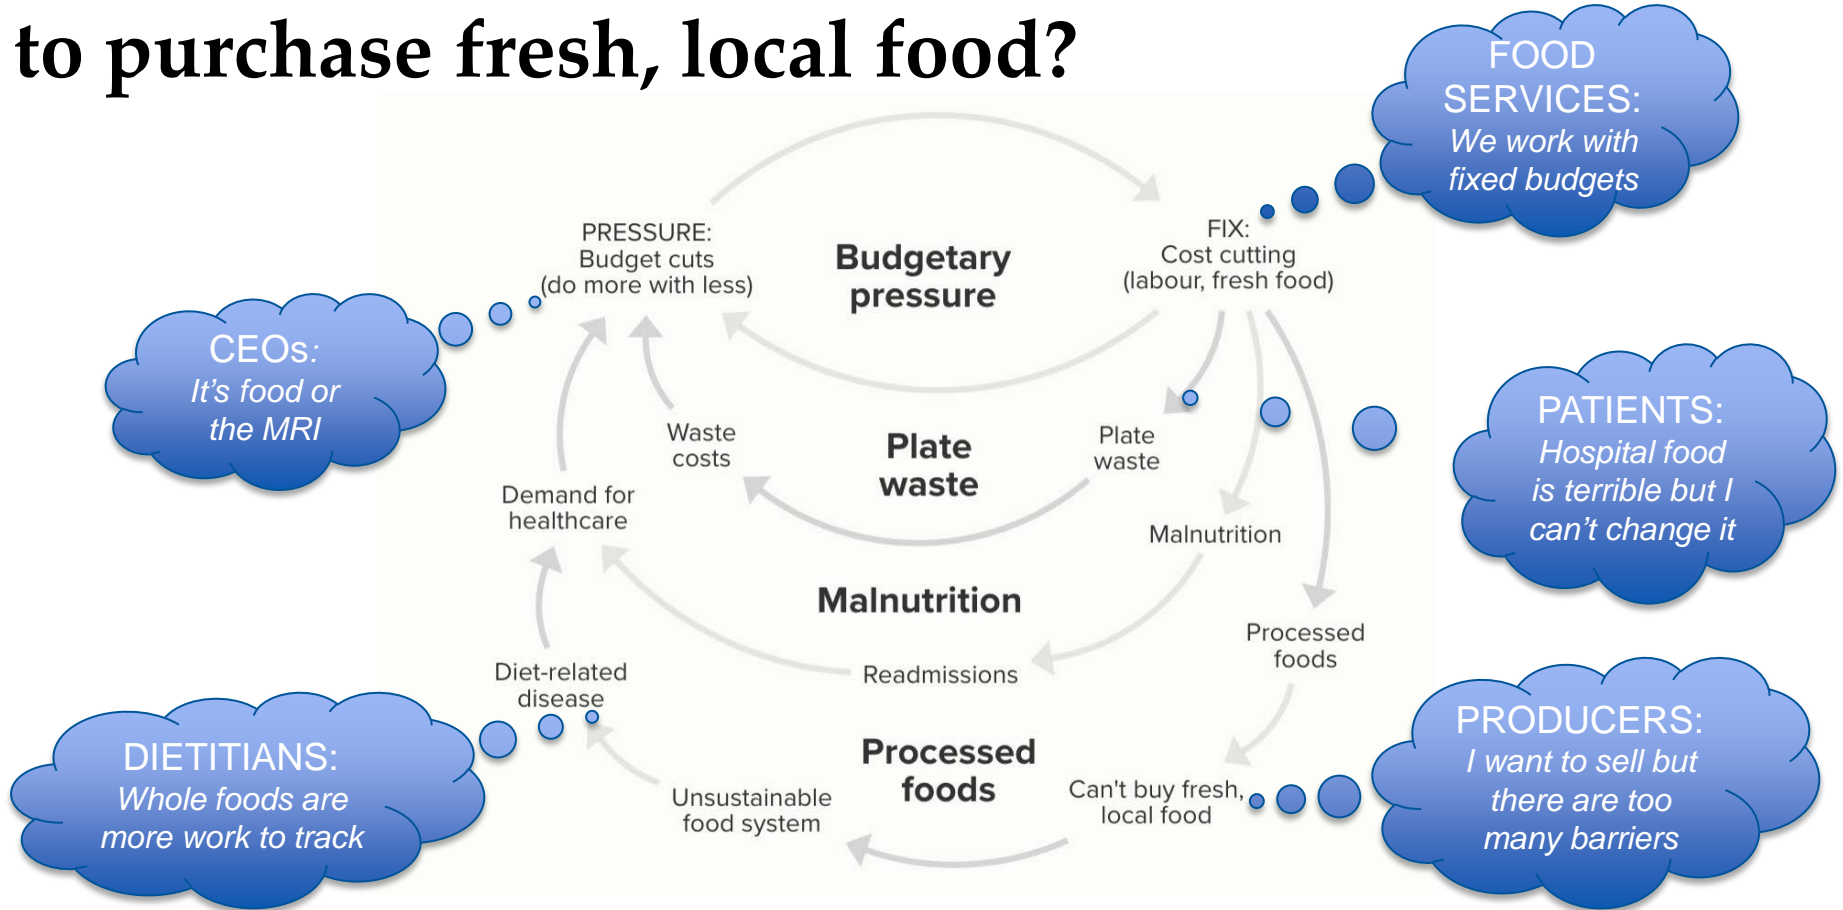 to purchase fresh, local food?
FOOD
SERVICES:
We work with
fixed budgets
PRESSURE:
Budget cuts
(do more with less)
Budgetary
pressure
FIX:
Cost cutting
(labour, fresh food)
CEOs:
It's food or
the MRI
PATIENTS:
Hospital food
is terrible but I
can't change it
Waste
costs
Plate
waste
Plate
waste
Demand for
healthcare
Malnutrition
Malnutrition
Processed
foods
Diet-related
disease
Readmissions
DIETITIANS:
Whole foods are
more work to track
Processed
foods
Unsustainable
food system
Can't buy fresh,
local food
PRODUCERS:
I want to sell but
there are too
many barriers